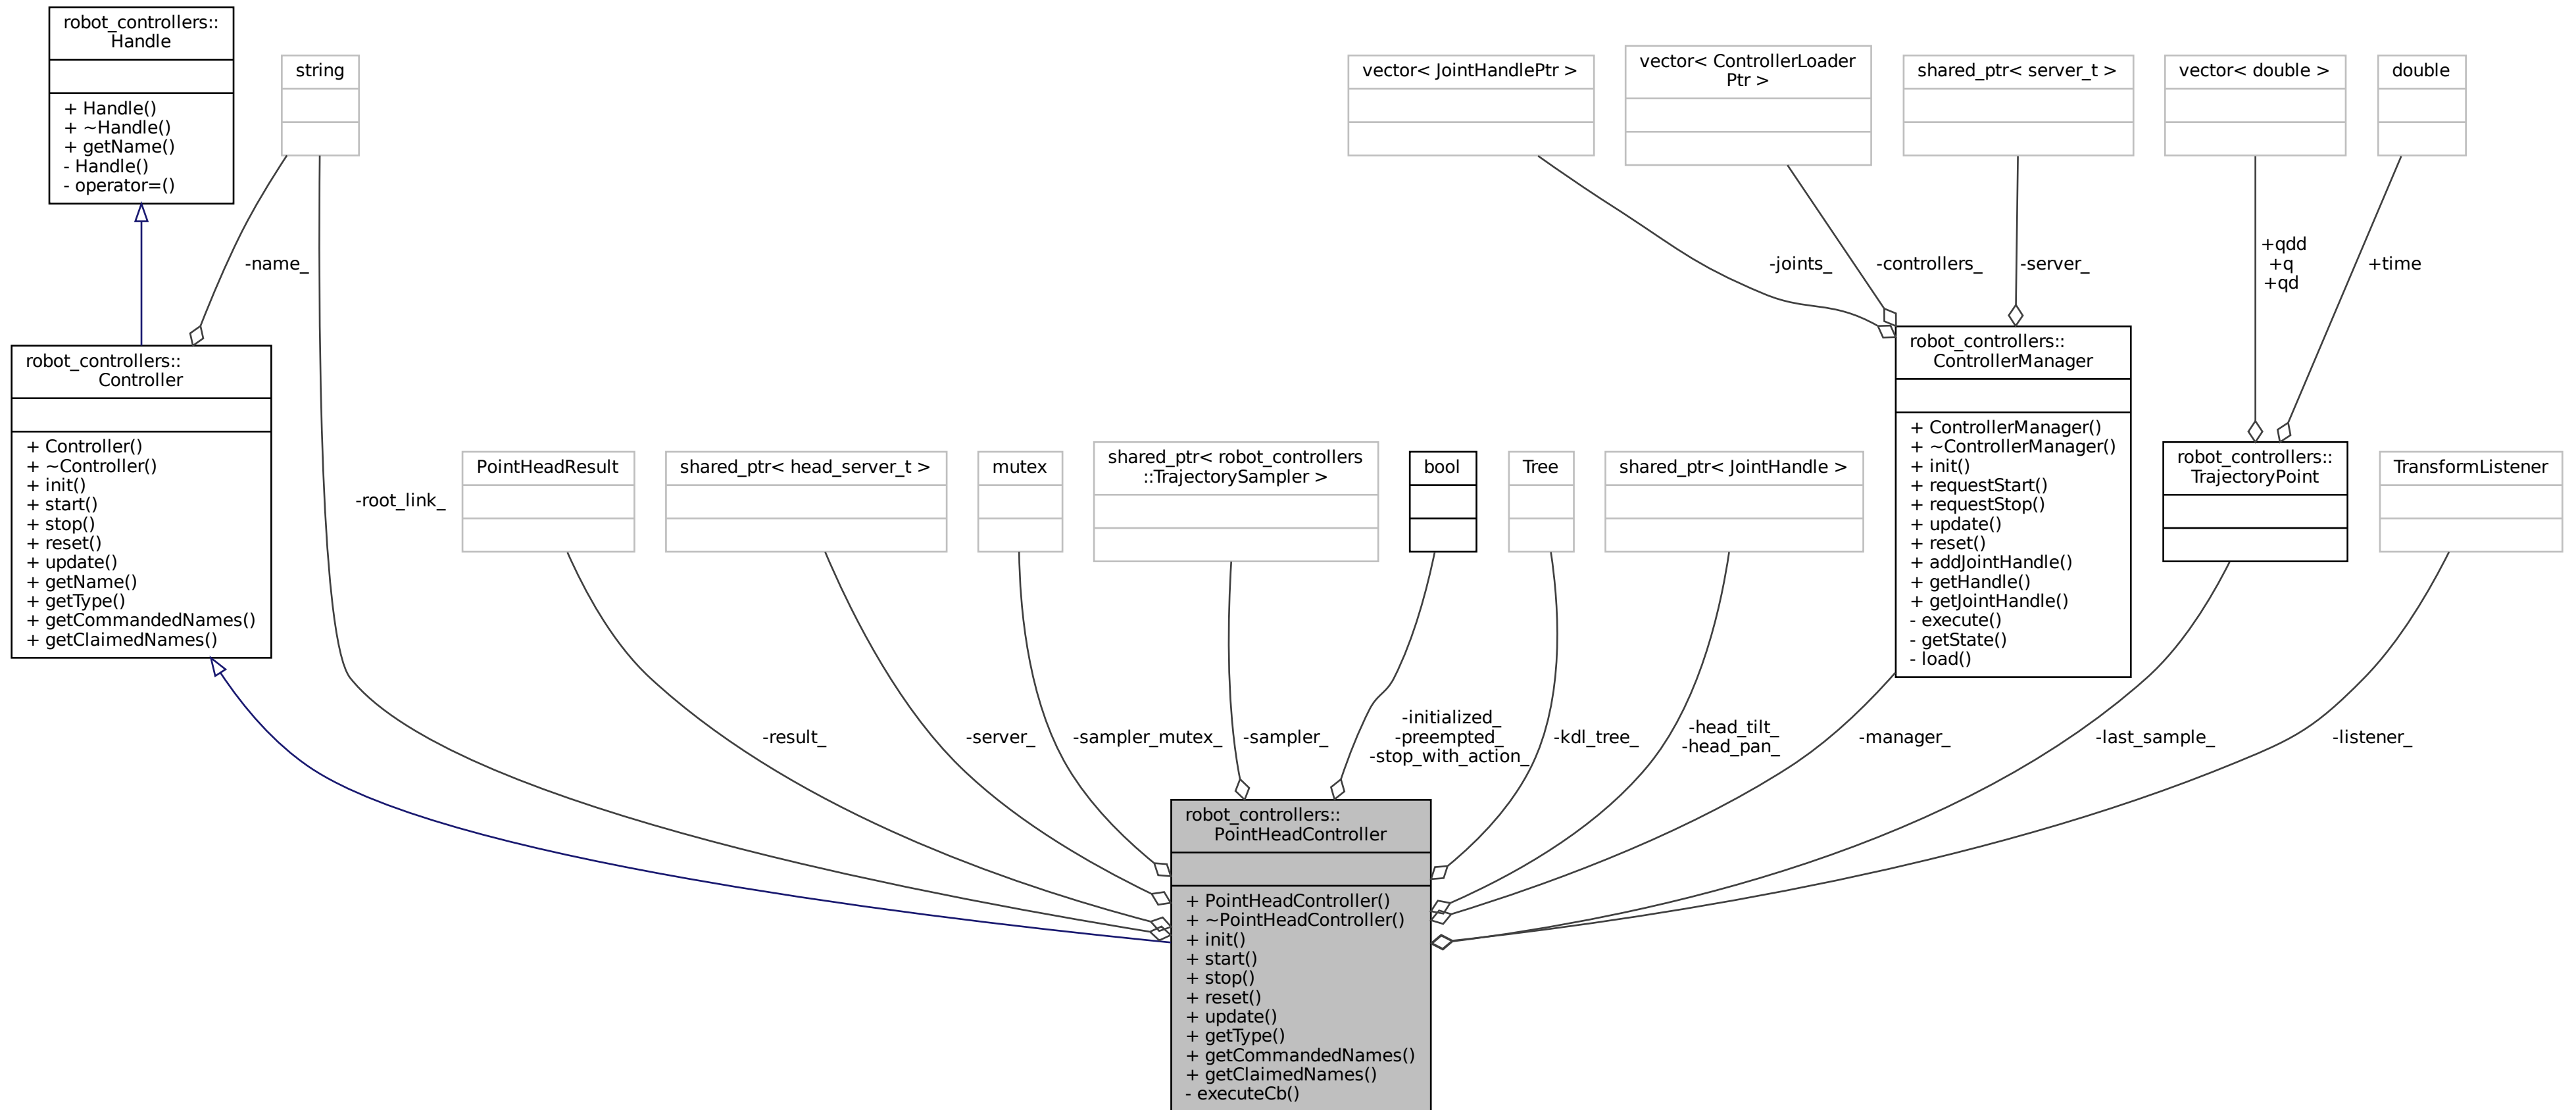 robot_controllers::
Handle
+ Handle()
+ ~Handle()
+ getName()
- Handle()
- operator=()
string
vector< JointHandlePtr >
vector< ControllerLoader
Ptr >
shared_ptr< server_t >
vector< double >
double
-name_
-joints_
-controllers_
-server_
+qdd
+q
+qd
+time
robot_controllers::
Controller
+ Controller()
+ ~Controller()
+ init()
+ start()
+ stop()
+ reset()
+ update()
+ getName()
+ getType()
+ getCommandedNames()
+ getClaimedNames()
-root_link_
PointHeadResult
shared_ptr< head_server_t >
mutex
shared_ptr< robot_controllers
::TrajectorySampler >
bool
Tree
shared_ptr< JointHandle >
robot_controllers::
ControllerManager
+ ControllerManager()
+ ~ControllerManager()
+ init()
+ requestStart()
+ requestStop()
+ update()
+ reset()
+ addJointHandle()
+ getHandle()
+ getJointHandle()
- execute()
- getState()
- load()
robot_controllers::
TrajectoryPoint
TransformListener
-result_
-server_
-sampler_mutex_
-sampler_
-initialized_
-preempted_
-stop_with_action_
-kdl_tree_
-head_tilt_
-head_pan_
-manager_
-last_sample_
-listener_
robot_controllers::
PointHeadController
+ PointHeadController()
+ ~PointHeadController()
+ init()
+ start()
+ stop()
+ reset()
+ update()
+ getType()
+ getCommandedNames()
+ getClaimedNames()
- executeCb()